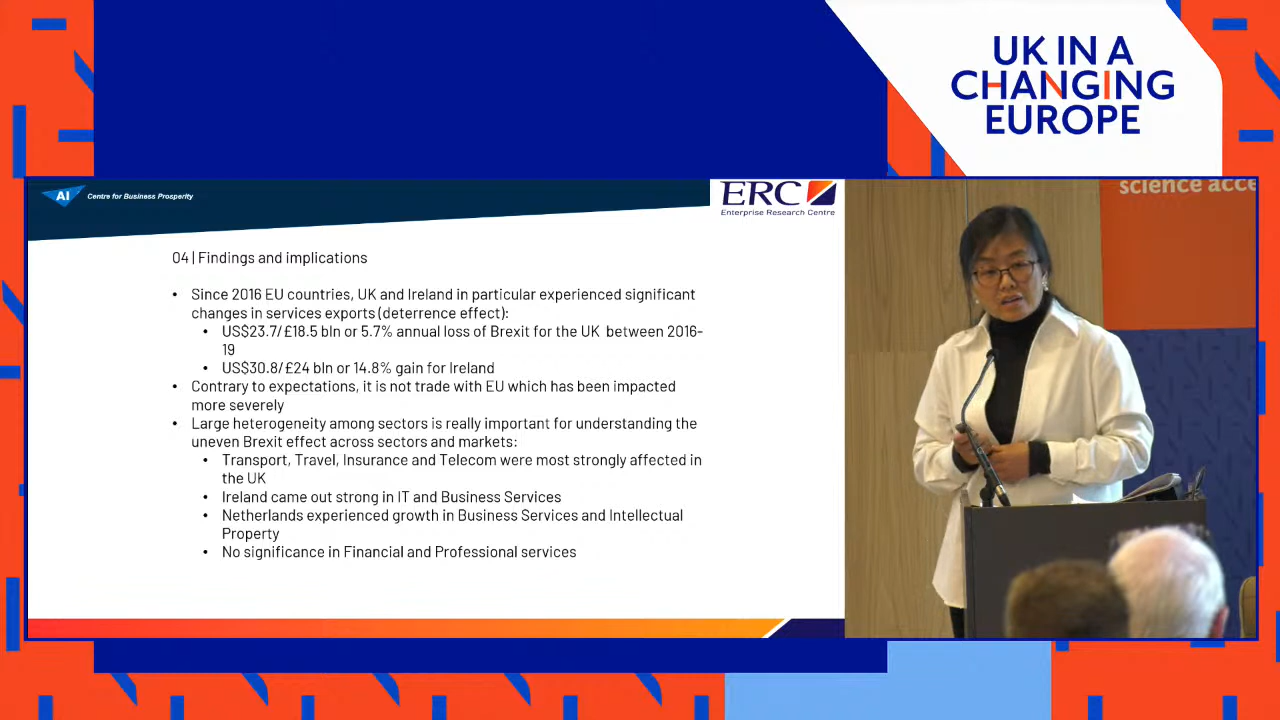 UK IN A
CHANGING
EUROPE
AI Centre for Business Prosperity
ERC
Enterprise Research Centre
science acce
04 | Findings and implications
• Since 2016 EU countries, UK and Ireland in particular experienced significant
changes in services exports (deterrence effect):
• US$23.7/£18.5 bln or 5.7% annual loss of Brexit for the UK between 2016-
19
• US$30.8/£24 bln or 14.8% gain for Ireland
• Contrary to expectations, it is not trade with EU which has been impacted
more severely
• Large heterogeneity among sectors is really important for understanding the
uneven Brexit effect across sectors and markets:
• Transport, Travel, Insurance and Telecom were most strongly affected in
the UK
• Ireland came out strong in IT and Business Services
• Netherlands experienced growth in Business Services and Intellectual
Property
• No significance in Financial and Professional services